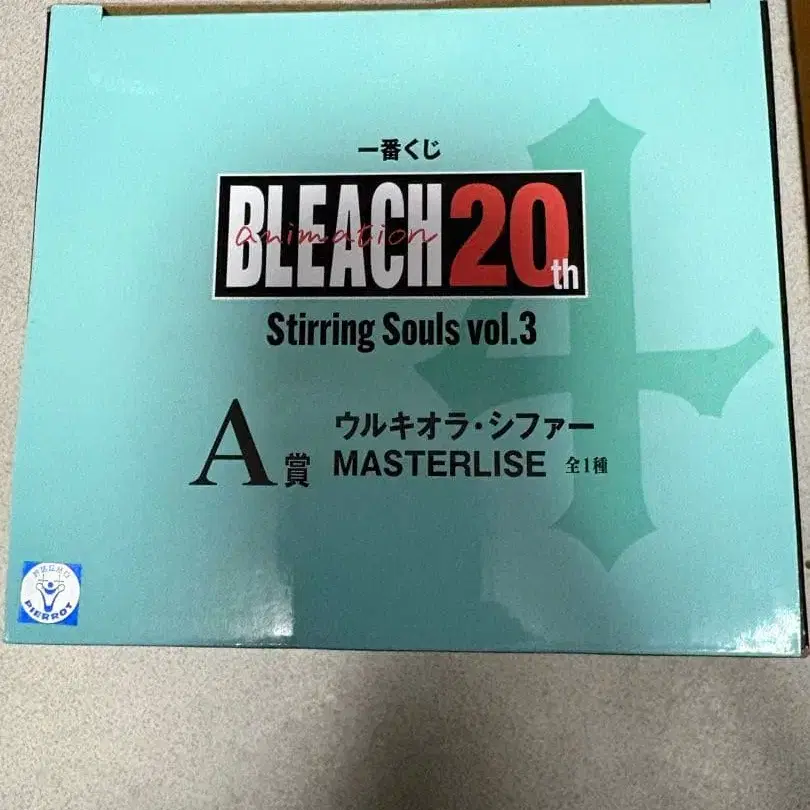 一番くじ
BLEACH 20th
animation
Stirring Souls vol.3
A賞
ウルキオラ・シファー
MASTERLISE 全1種
PIERROT